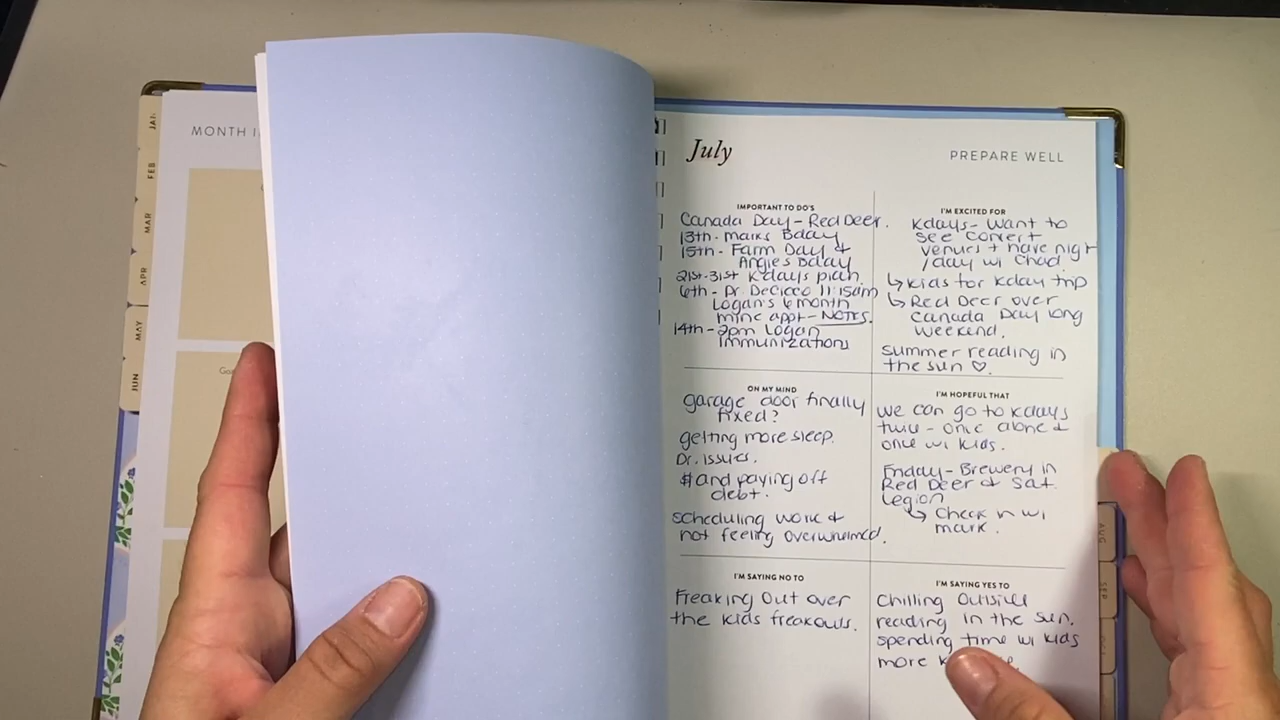 JAN
FEB
MAR
APR
MAY
JUN
MONTH I
July
PREPARE WELL
IMPORTANT TO DO'S
Canada Day - Red Deer.
13th - Marks Bday
15th - Farm Day &
Angies Bday
21st-31st Kdays plan
6th - Dr. Decicco 11:15am
Logan's 6 month
mine appt - NOTES.
14th - 2pm Logan
Immunizations
I'M EXCITED FOR
Kdays - want to
see concert
venues + have nigh
/day w/ Chad.
↳ Kids for Kday trip
↳ Red Deer over
Canada Day long
weekend.
summer reading in
the sun ♡.
ON MY MIND
garage door finally
fixed?
getting more sleep.
Dr. issues.
$ and paying off
debt.
scheduling work &
not feeling overwhelmed.
I'M HOPEFUL THAT
we can go to Kdays
twice - once alone &
once w/ kids.
Friday - Brewery in
Red Deer & Sat.
Legion
↳ Check in w/
mark.
I'M SAYING NO TO
Freaking Out over
the kids freakouts.
I'M SAYING YES TO
Chilling Outside
reading in the sun.
spending time w/ kids
more
AUG
SEP